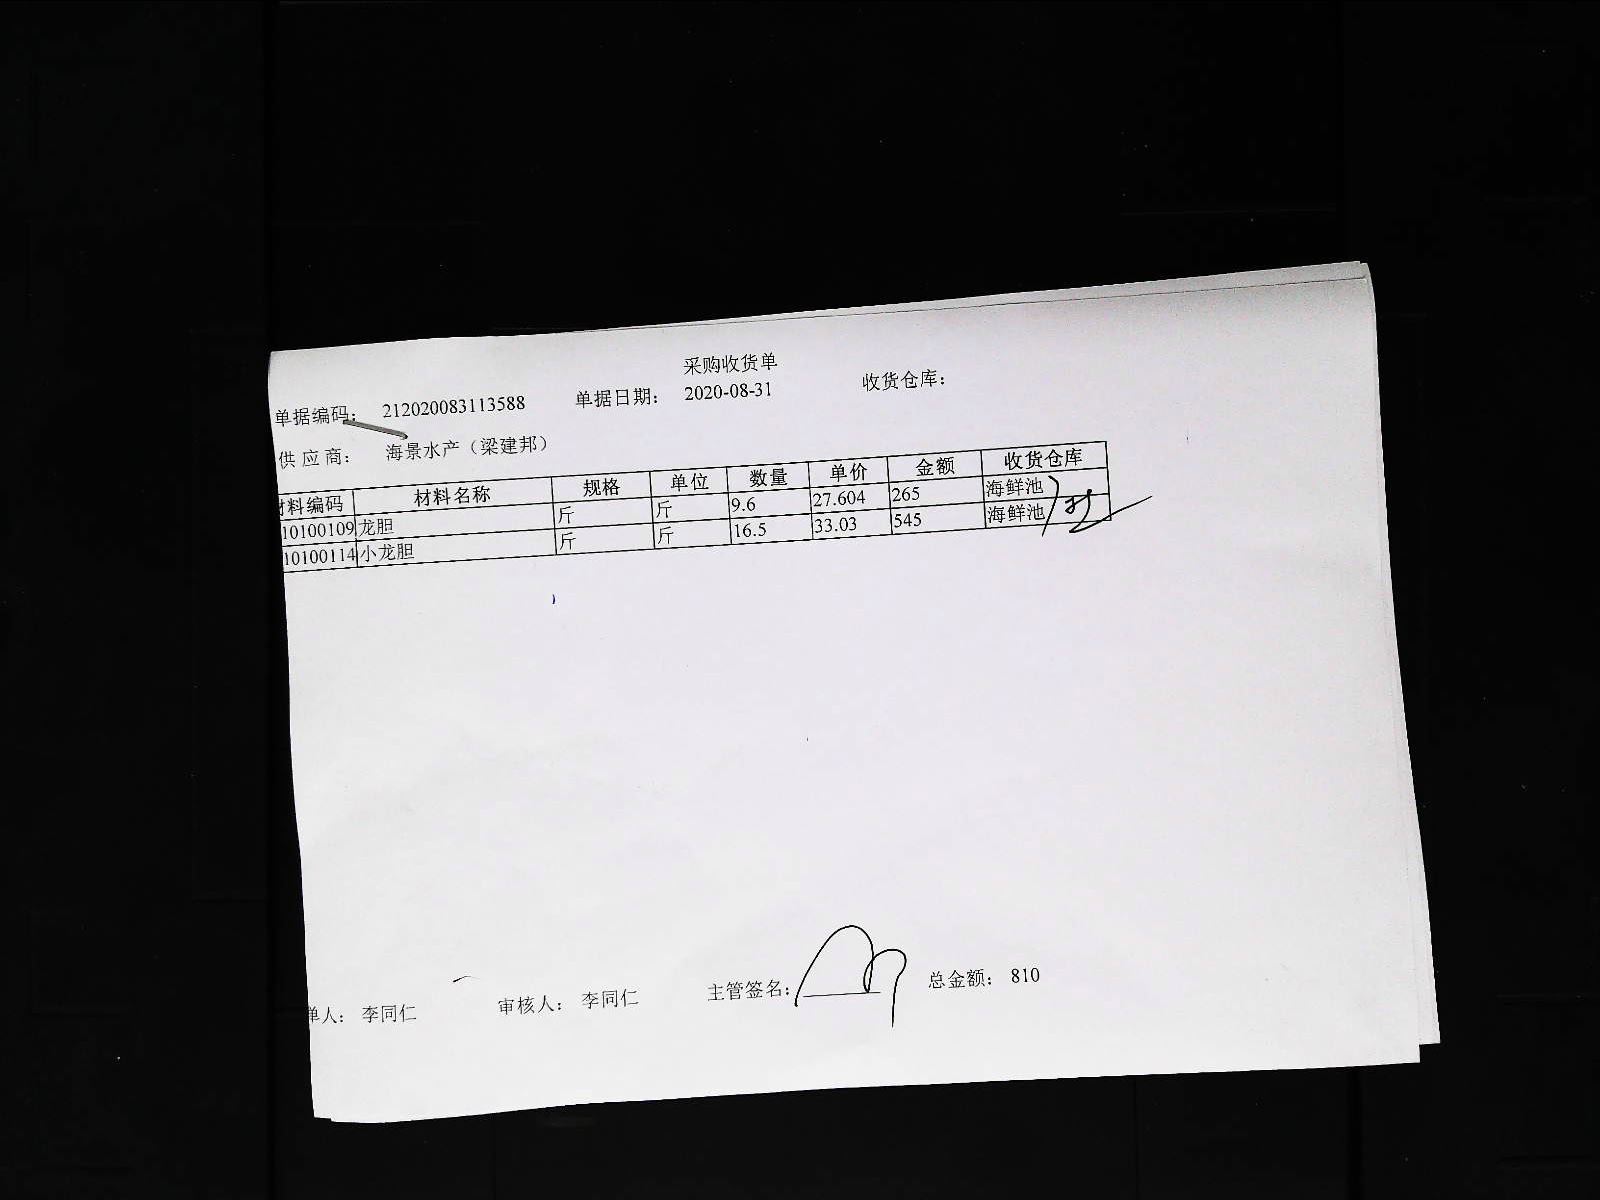 采购收货单
单据编码： 212020083113588 单据日期： 2020-08-31 收货仓库：
供应商： 海景水产（梁建邦）
材料编码 材料名称 规格 单位 数量 单价 金额 收货仓库
10100109 龙胆 斤 斤 9.6 27.604 265 海鲜池
10100114 小龙胆 斤 斤 16.5 33.03 545 海鲜池
单人： 李同仁 审核人： 李同仁 主管签名： 总金额： 810